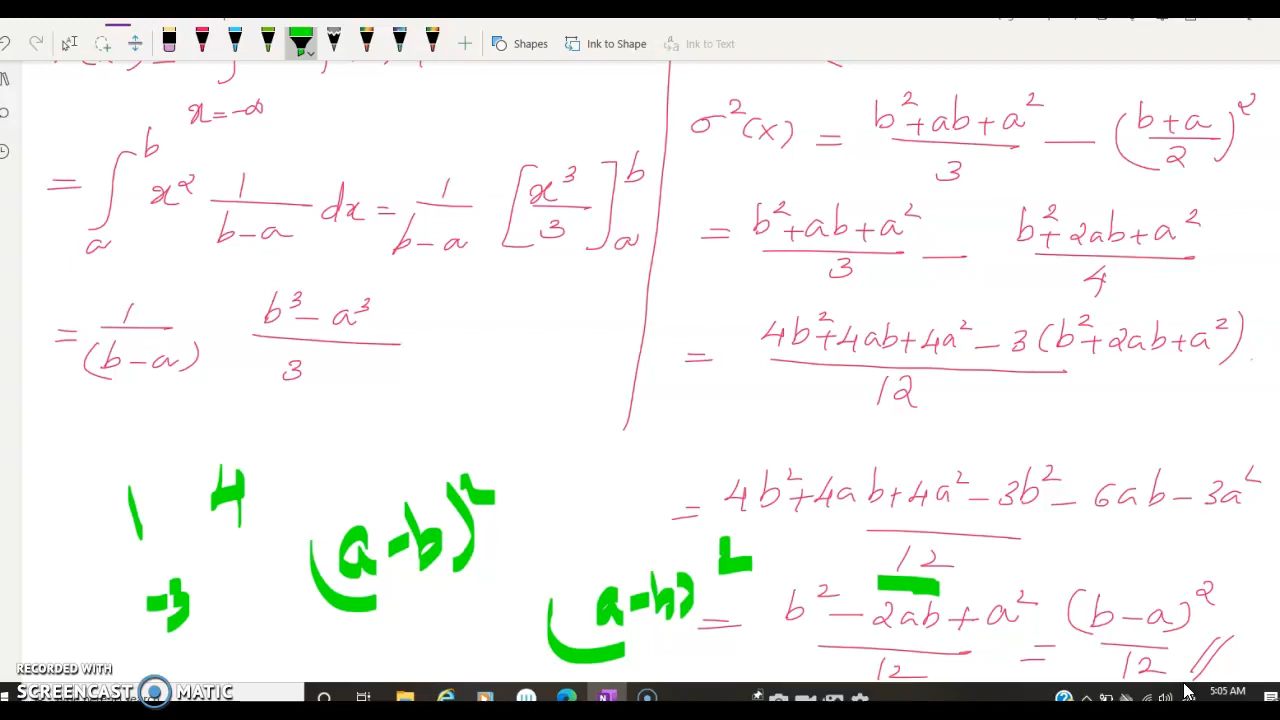 Shapes Ink to Shape Ink to Text
x = -∞
= ∫_a^b x² 1/(b-a) dx = 1/(b-a) [x³/3]_a^b
= 1/(b-a) (b³ - a³)/3
1 4
-3
(a-b)²
(a-b)²
σ²(x) = (b²+ab+a²)/3 - ((b+a)/2)²
= (b²+ab+a²)/3 - (b²+2ab+a²)/4
= (4b²+4ab+4a² - 3(b²+2ab+a²))/12
= (4b²+4ab+4a² - 3b² - 6ab - 3a²)/12
= (b² - 2ab + a²)/12 = (b-a)²/12 //
RECORDED WITH
SCREENCAST MATIC
5:05 AM